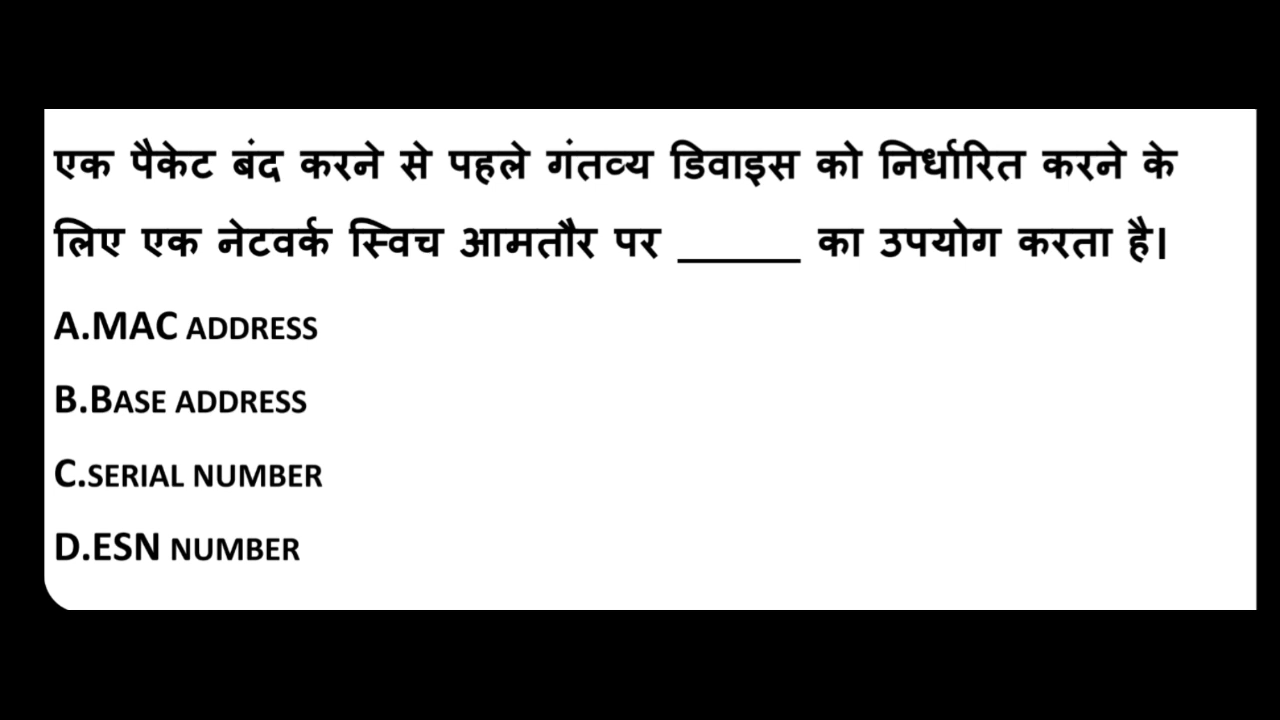 एक पैकेट बंद करने से पहले गंतव्य डिवाइस को निर्धारित करने के
लिए एक नेटवर्क स्विच आमतौर पर ______ का उपयोग करता है।
A.MAC ADDRESS
B.BASE ADDRESS
C.SERIAL NUMBER
D.ESN NUMBER